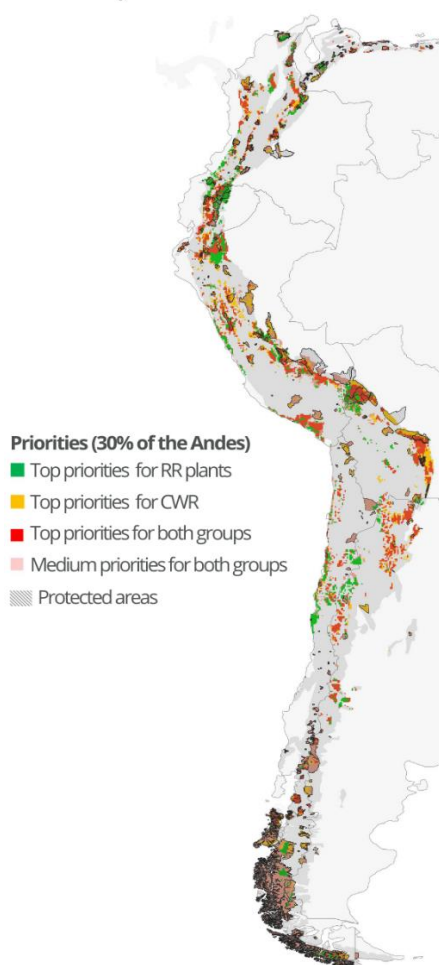 Priorities (30% of the Andes)
Top priorities for RR plants
Top priorities for CWR
Top priorities for both groups
Medium priorities for both groups
Protected areas